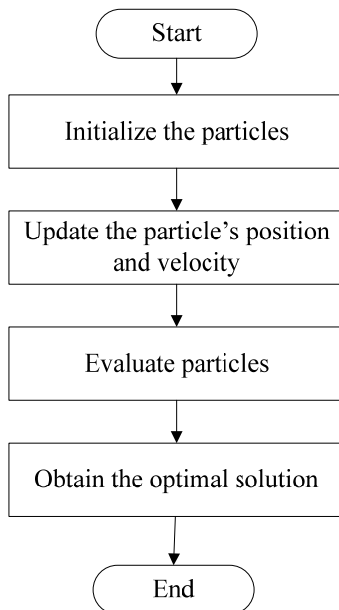 Start
Initialize the particles
Update the particle’s position
and velocity
Evaluate particles
Obtain the optimal solution
End